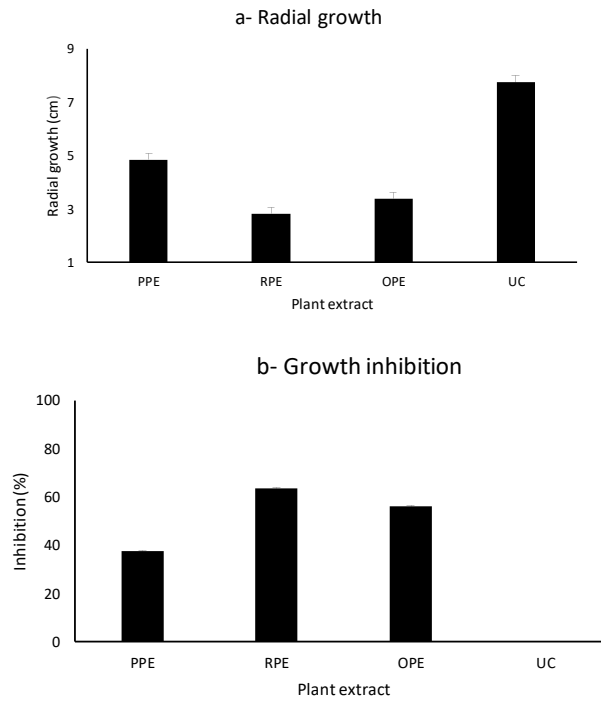 a- Radial growth
9
7
5
3
1
Radial growth (cm)
PPE RPE OPE UC
Plant extract
b- Growth inhibition
100
80
60
40
20
0
Inhibition (%)
PPE RPE OPE UC
Plant extract